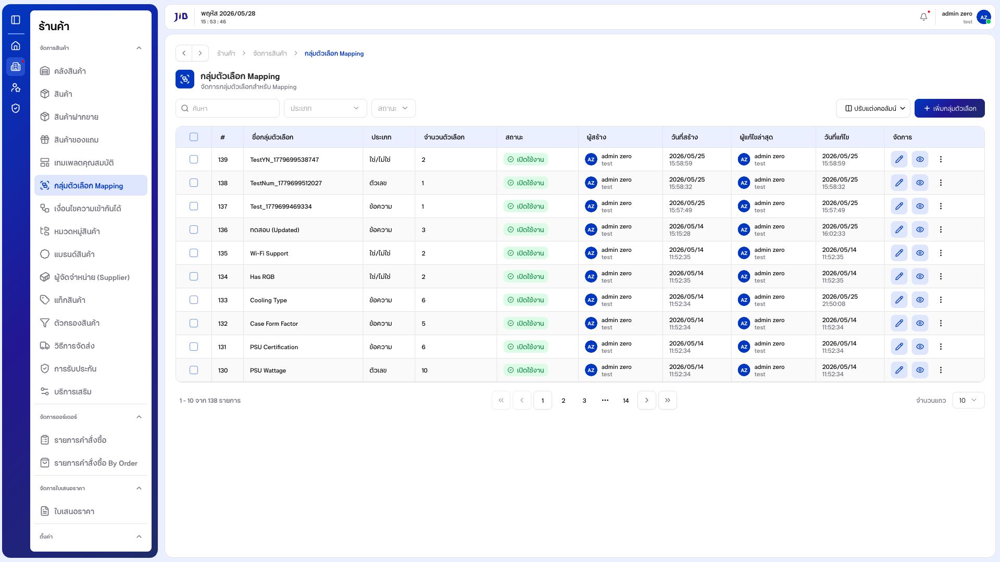 ร้านค้า
จัดการสินค้า
คลังสินค้า
สินค้า
สินค้าฝากขาย
สินค้าของแถม
เทมเพลตคุณสมบัติ
กลุ่มตัวเลือก Mapping
เงื่อนไขความเข้ากันได้
หมวดหมู่สินค้า
แบรนด์สินค้า
ผู้จัดจำหน่าย (Supplier)
แท็กสินค้า
ตัวกรองสินค้า
วิธีการจัดส่ง
การรับประกัน
บริการเสริม
จัดการออร์เดอร์
รายการคำสั่งซื้อ
รายการคำสั่งซื้อ By Order
จัดการใบเสนอราคา
ใบเสนอราคา
ตั้งค่า
JIB
พฤหัส 2026/05/28
15 : 53 : 46
admin zero
test
AZ
ร้านค้า > จัดการสินค้า > กลุ่มตัวเลือก Mapping
กลุ่มตัวเลือก Mapping
จัดการกลุ่มตัวเลือกสำหรับ Mapping
ค้นหา ประเภท สถานะ ปรับแต่งคอลัมน์ + เพิ่มกลุ่มตัวเลือก
# ชื่อกลุ่มตัวเลือก ประเภท จำนวนตัวเลือก สถานะ ผู้สร้าง วันที่สร้าง ผู้แก้ไขล่าสุด วันที่แก้ไข จัดการ
139 TestYN_1779699538747 ใช่/ไม่ใช่ 2 เปิดใช้งาน AZ admin zero 2026/05/25 AZ admin zero 2026/05/25
test 15:58:59 test 15:58:59
138 TestNum_1779699512027 ตัวเลข 1 เปิดใช้งาน AZ admin zero 2026/05/25 AZ admin zero 2026/05/25
test 15:58:32 test 15:58:32
137 Test_1779699469334 ข้อความ 1 เปิดใช้งาน AZ admin zero 2026/05/25 AZ admin zero 2026/05/25
test 15:57:49 test 15:57:49
136 ทดสอบ (Updated) ข้อความ 3 เปิดใช้งาน AZ admin zero 2026/05/14 AZ admin zero 2026/05/25
test 15:15:28 test 16:02:33
135 Wi-Fi Support ใช่/ไม่ใช่ 2 เปิดใช้งาน AZ admin zero 2026/05/14 AZ admin zero 2026/05/14
test 11:52:35 test 11:52:35
134 Has RGB ใช่/ไม่ใช่ 2 เปิดใช้งาน AZ admin zero 2026/05/14 AZ admin zero 2026/05/14
test 11:52:35 test 11:52:35
133 Cooling Type ข้อความ 6 เปิดใช้งาน AZ admin zero 2026/05/14 AZ admin zero 2026/05/25
test 11:52:34 test 21:50:08
132 Case Form Factor ข้อความ 5 เปิดใช้งาน AZ admin zero 2026/05/14 AZ admin zero 2026/05/14
test 11:52:34 test 11:52:34
131 PSU Certification ข้อความ 6 เปิดใช้งาน AZ admin zero 2026/05/14 AZ admin zero 2026/05/14
test 11:52:34 test 11:52:34
130 PSU Wattage ตัวเลข 10 เปิดใช้งาน AZ admin zero 2026/05/14 AZ admin zero 2026/05/14
test 11:52:34 test 11:52:34
1 - 10 จาก 138 รายการ 1 2 3 ••• 14 จำนวนแถว 10